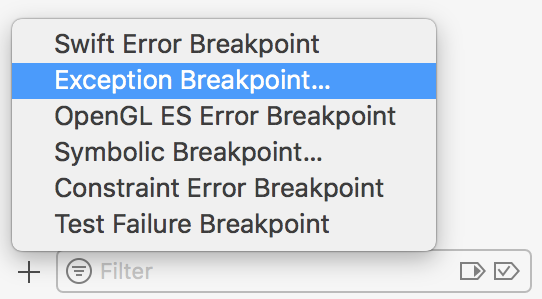 Swift Error Breakpoint
Exception Breakpoint...
OpenGL ES Error Breakpoint
Symbolic Breakpoint...
Constraint Error Breakpoint
Test Failure Breakpoint
Filter